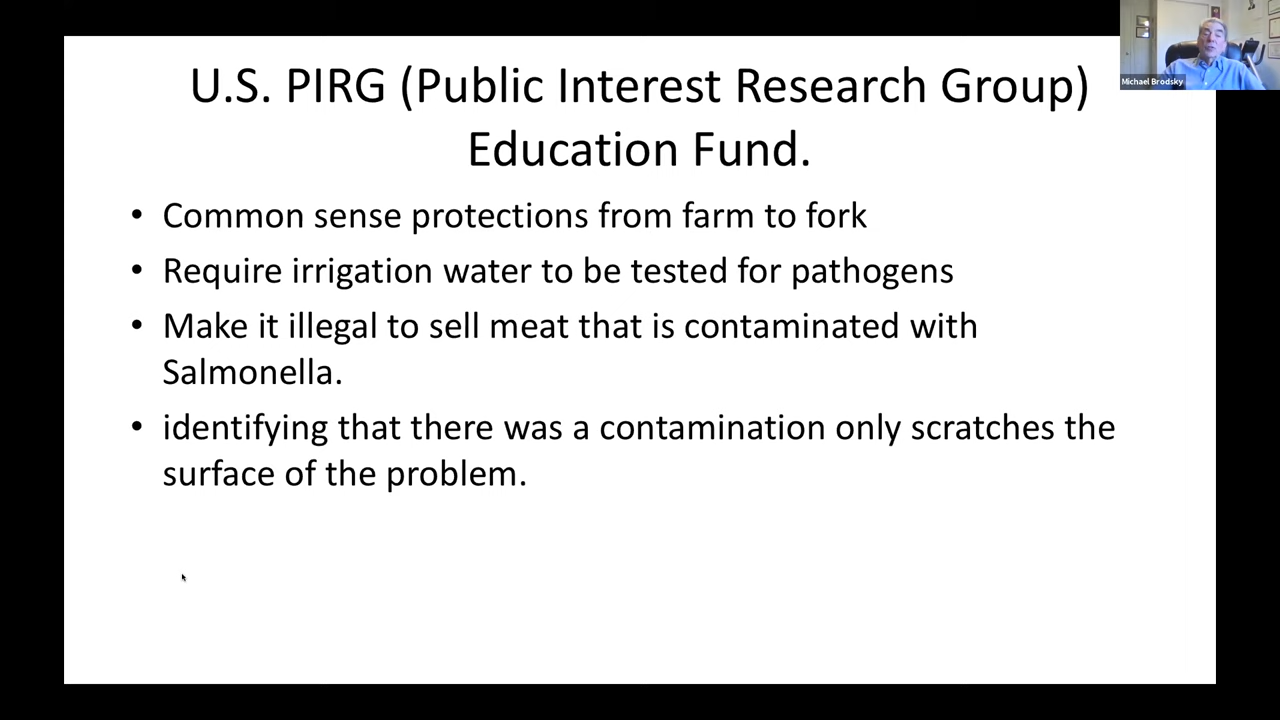 U.S. PIRG (Public Interest Research Group)
Education Fund.
• Common sense protections from farm to fork
• Require irrigation water to be tested for pathogens
• Make it illegal to sell meat that is contaminated with
Salmonella.
• identifying that there was a contamination only scratches the
surface of the problem.
Michael Brodsky